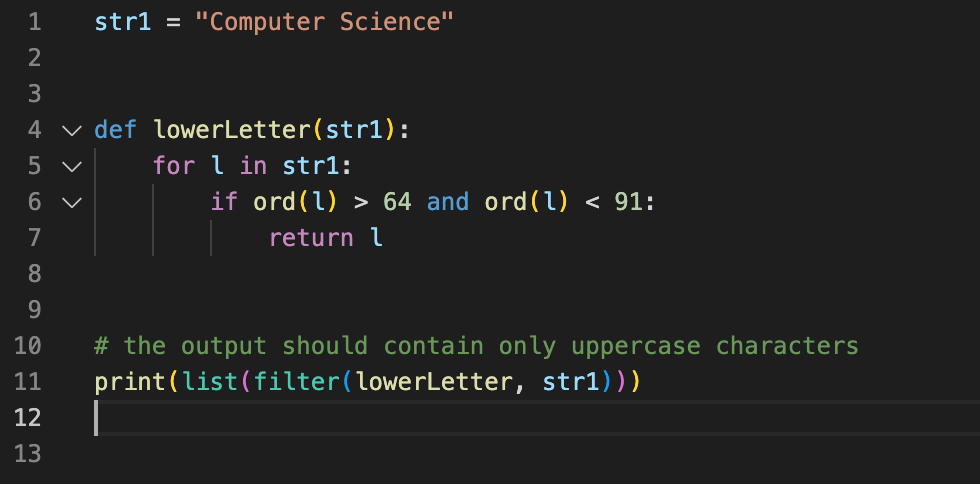 1 str1 = "Computer Science"
2
3
4 def lowerLetter(str1):
5     for l in str1:
6         if ord(l) > 64 and ord(l) < 91:
7             return l
8
9
10 # the output should contain only uppercase characters
11 print(list(filter(lowerLetter, str1)))
12
13